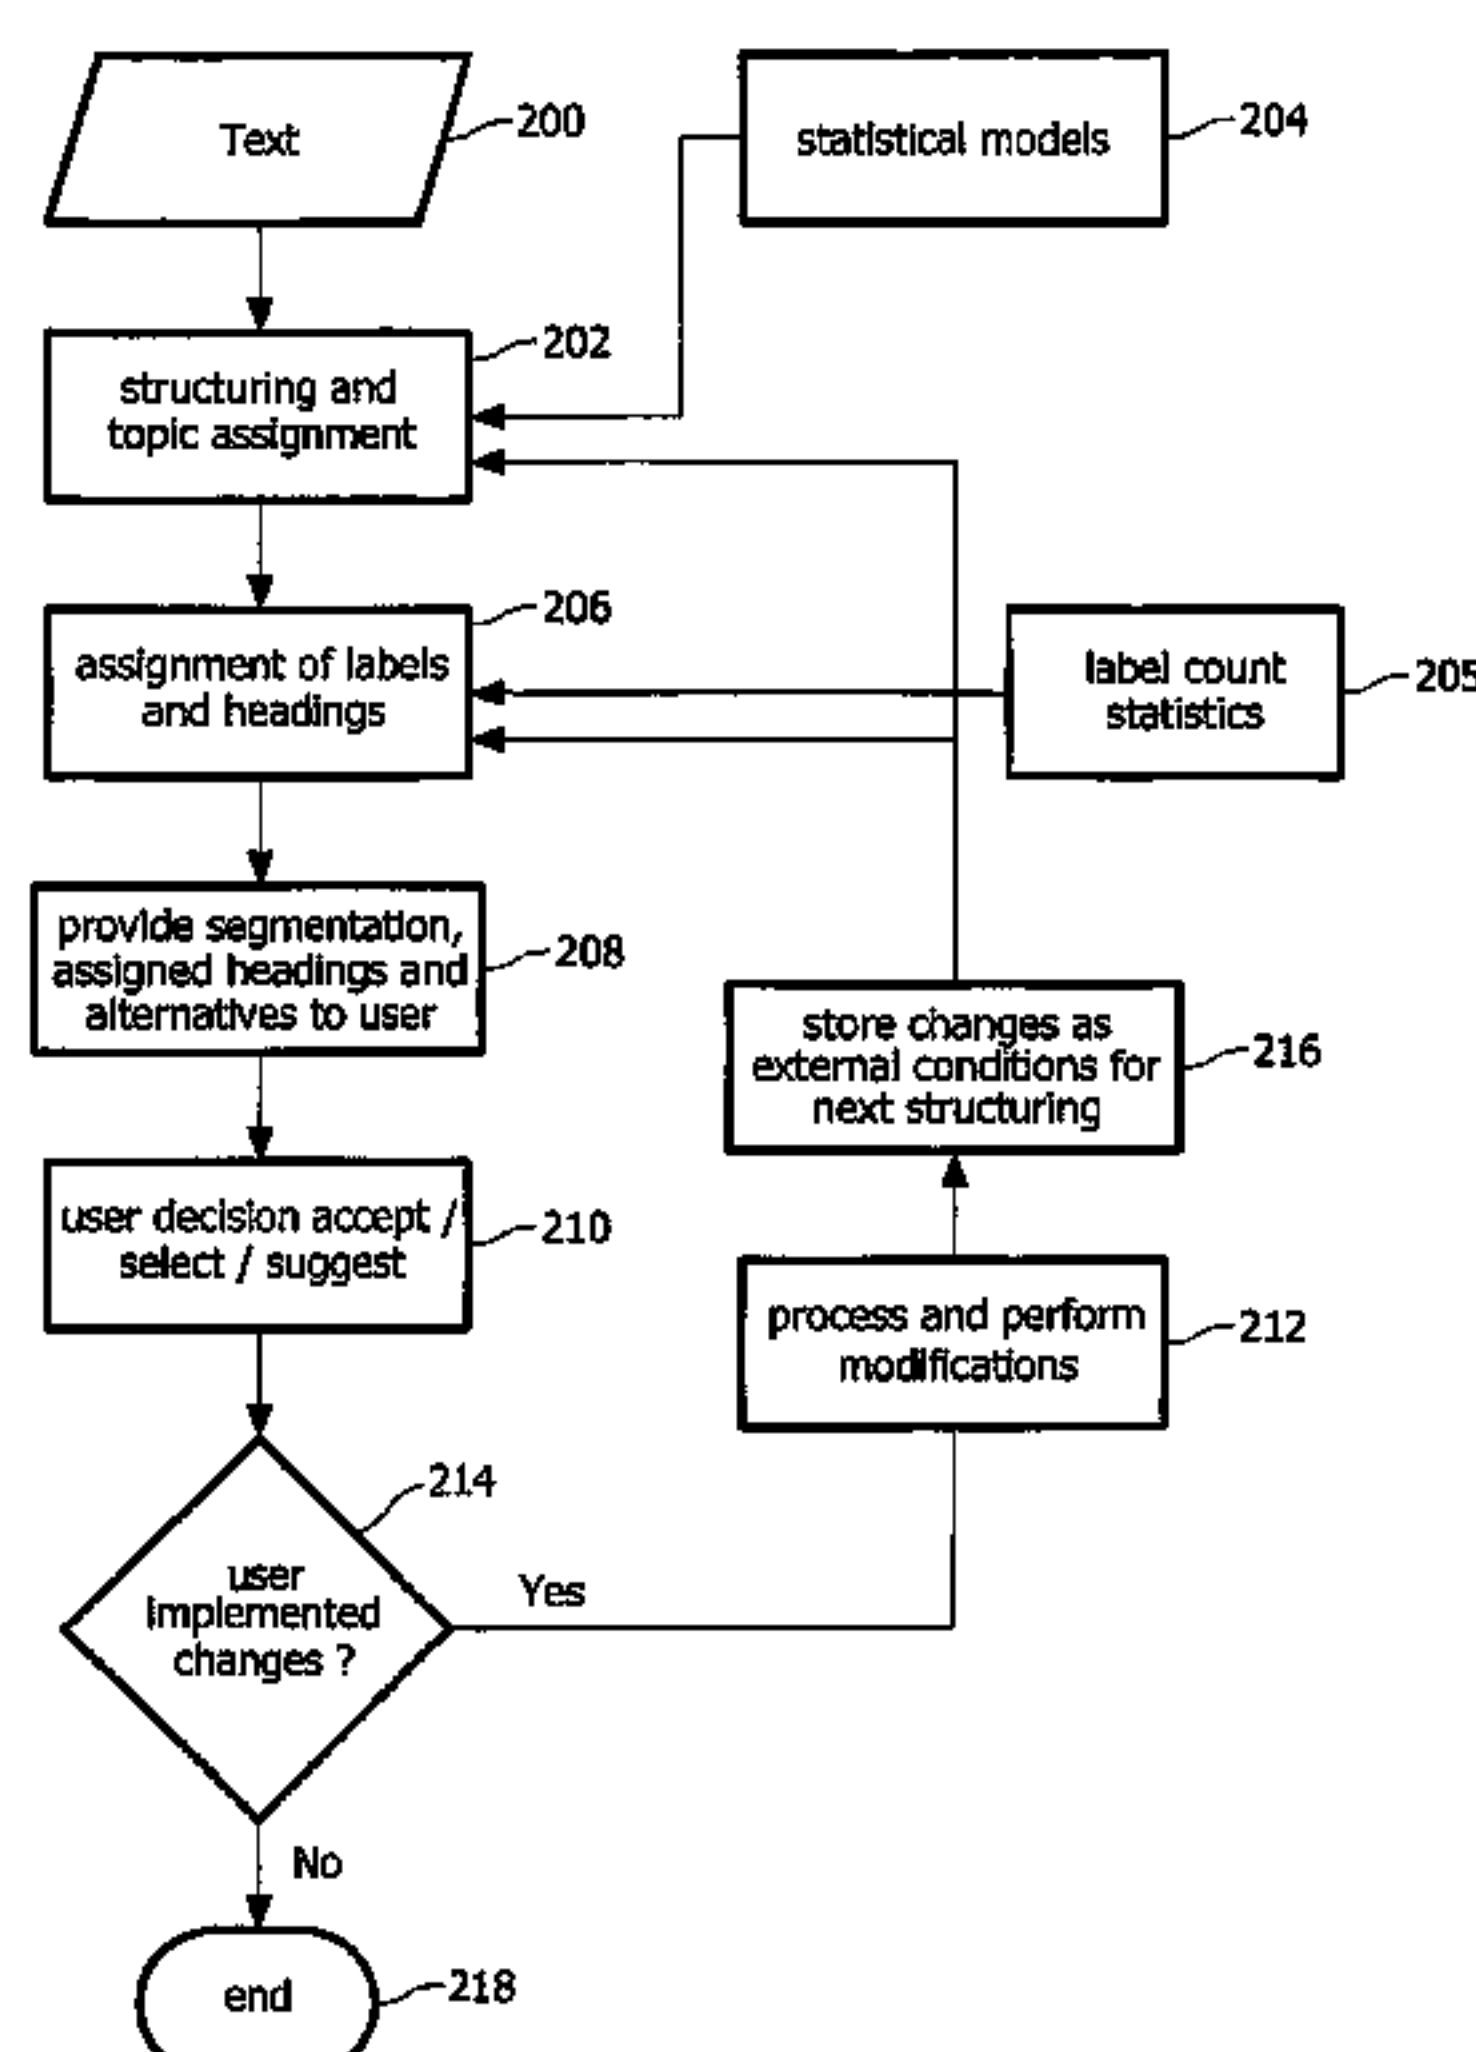 Text
200
statistical models
204
202
structuring and
topic assignment
206
assignment of labels
and headings
label count
statistics
205
provide segmentation,
assigned headings and
alternatives to user
208
store changes as
external conditions for
next structuring
216
user decision accept /
select / suggest
210
process and perform
modifications
212
214
user
implemented
changes ?
Yes
No
end
218